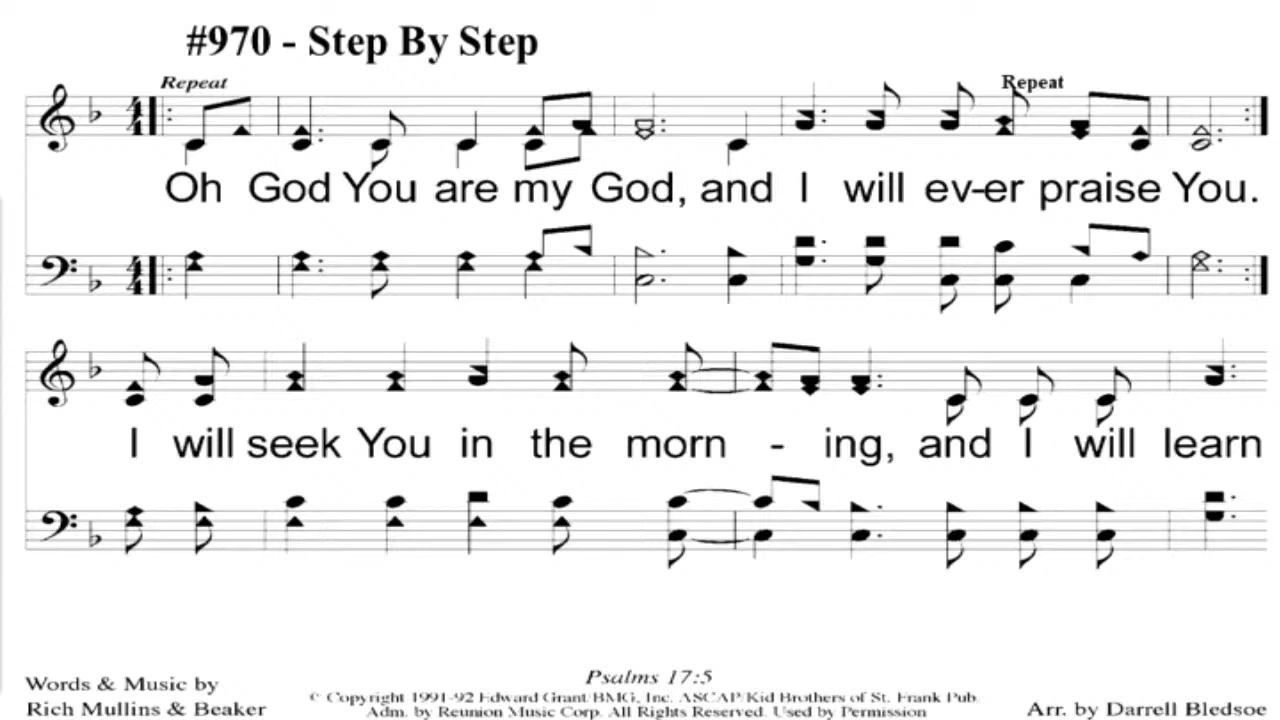 #970 - Step By Step
Repeat
Repeat
Oh God You are my God, and I will ev-er praise You.
I will seek You in the morn - ing, and I will learn
Psalms 17:5
Words & Music by
Rich Mullins & Beaker
© Copyright 1991-92 Edward Grant/BMG, Inc. ASCAP/Kid Brothers of St. Frank Pub.
Adm. by Reunion Music Corp. All Rights Reserved. Used by Permission
Arr. by Darrell Bledsoe